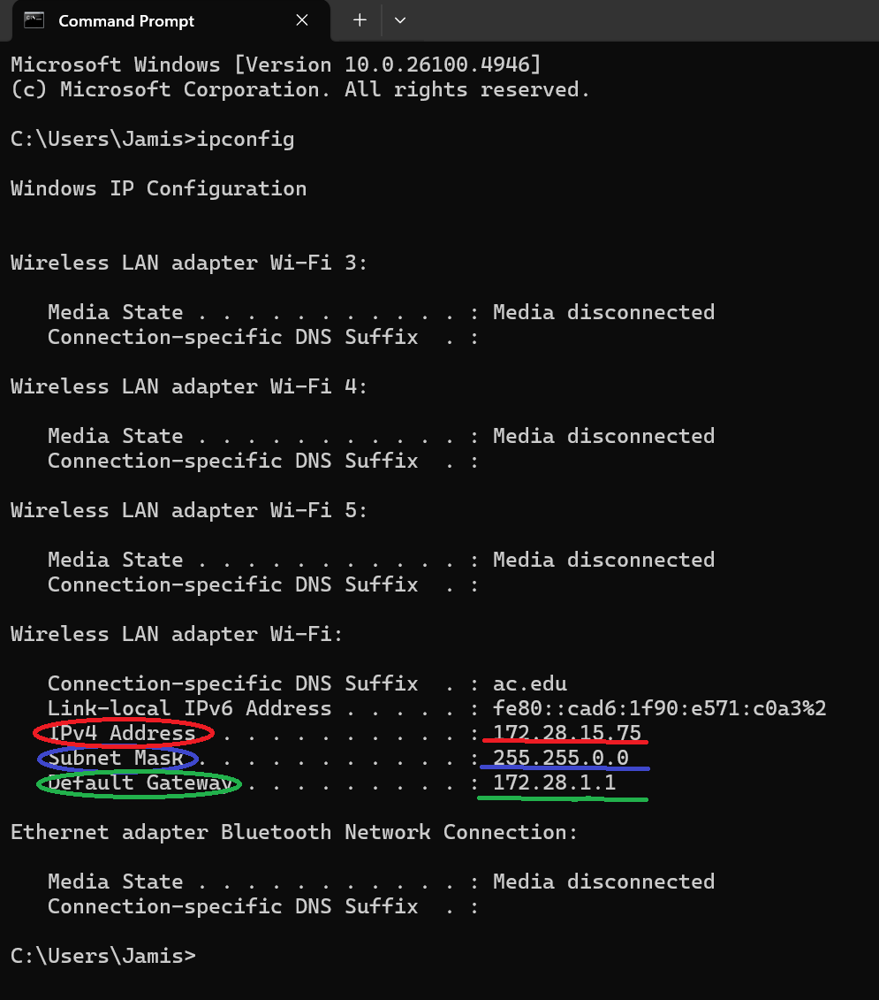 Command Prompt
Microsoft Windows [Version 10.0.26100.4946]
(c) Microsoft Corporation. All rights reserved.
C:\Users\Jamis>ipconfig
Windows IP Configuration
Wireless LAN adapter Wi-Fi 3:
Media State . . . . . . . . . . . : Media disconnected
Connection-specific DNS Suffix  . :
Wireless LAN adapter Wi-Fi 4:
Media State . . . . . . . . . . . : Media disconnected
Connection-specific DNS Suffix  . :
Wireless LAN adapter Wi-Fi 5:
Media State . . . . . . . . . . . : Media disconnected
Connection-specific DNS Suffix  . :
Wireless LAN adapter Wi-Fi:
Connection-specific DNS Suffix  . : ac.edu
Link-local IPv6 Address . . . . . : fe80::cad6:1f90:e571:c0a3%2
IPv4 Address. . . . . . . . . . . : 172.28.15.75
Subnet Mask . . . . . . . . . . . : 255.255.0.0
Default Gateway . . . . . . . . . : 172.28.1.1
Ethernet adapter Bluetooth Network Connection:
Media State . . . . . . . . . . . : Media disconnected
Connection-specific DNS Suffix  . :
C:\Users\Jamis>